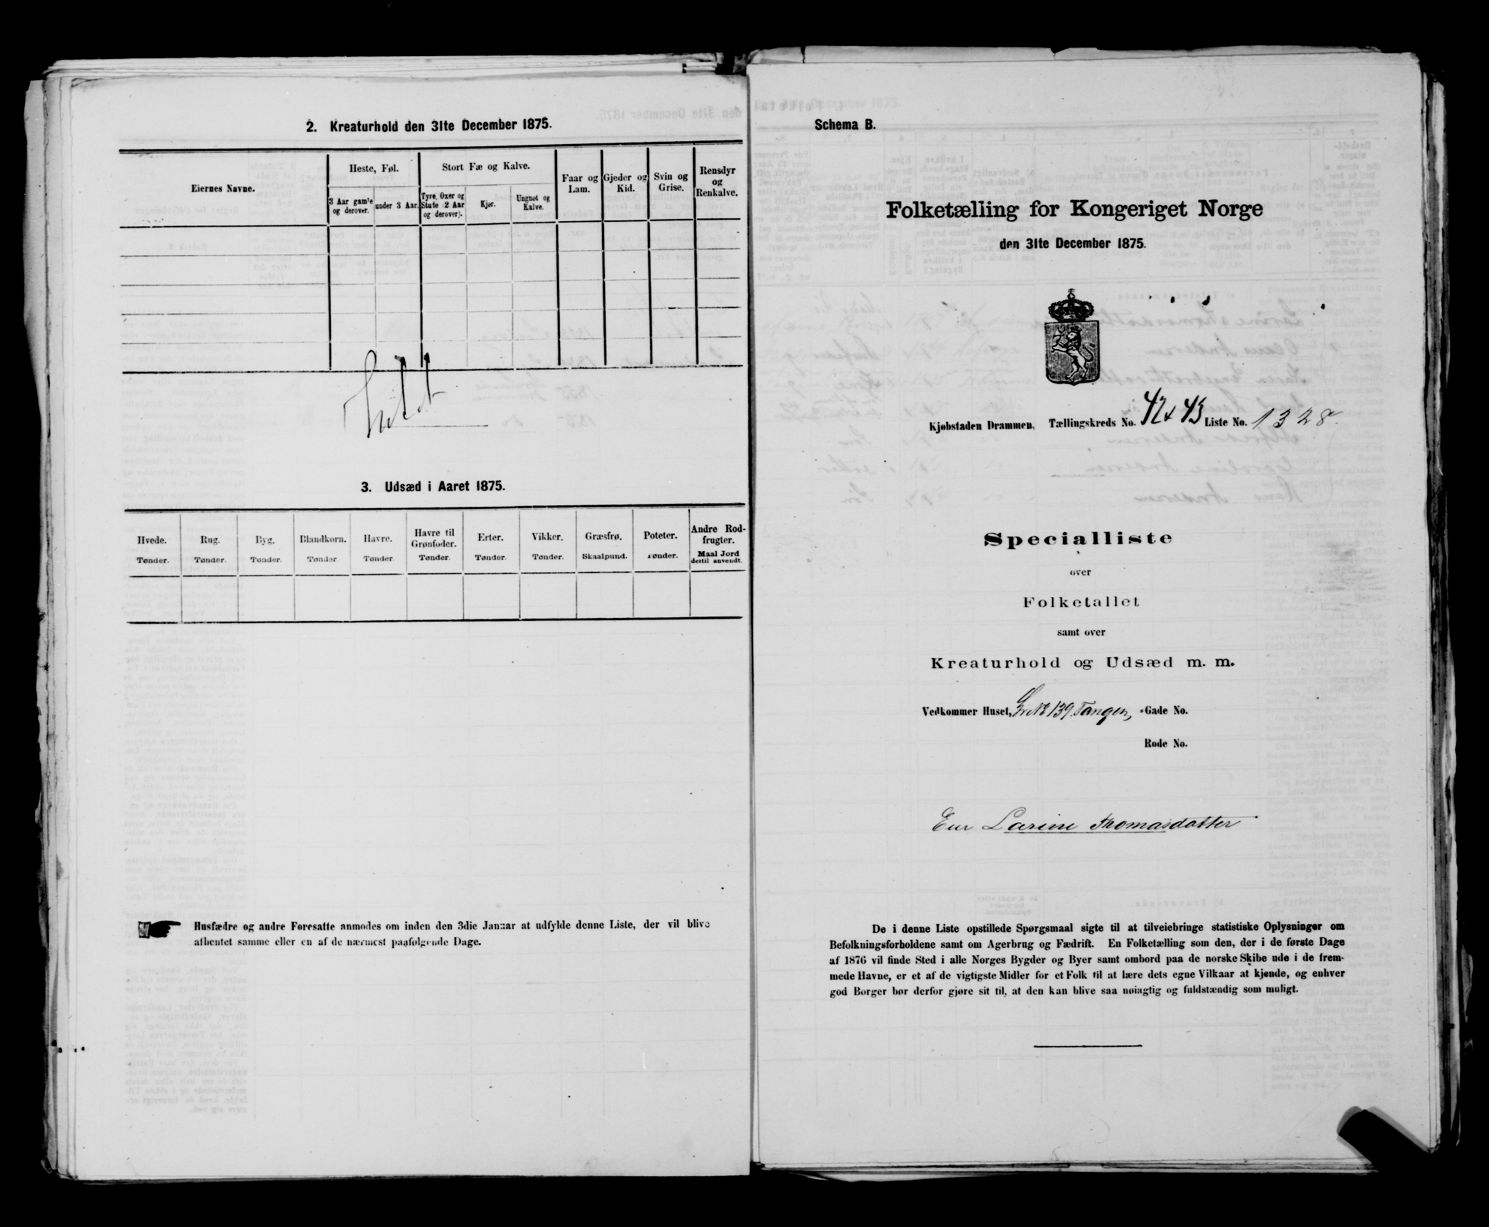 2. Kreaturhold den 31te December 1875.
Eiernes Navne.
Heste, Føl.
Stort Fæ og Kalve.
Faar og Lam.
Gjeder og Kid.
Svin og Grise.
Rensdyr og Renkalve.
3 Aar gamle og derover.
under 3 Aar.
Tyre, Oxer og Stute (2 Aar og derover).
Kjør.
Ungnøt og Kalve.
3. Udsæd i Aaret 1875.
Hvede. Rug. Byg. Blandkorn. Havre. Havre til Grønfoder. Erter. Vikker. Græsfrø. Poteter. Andre Rodfrugter.
Tønder. Tønder. Tønder. Tønder. Tønder. Tønder. Tønder. Tønder. Skaalpund. Tønder. Maal Jord dertil anvendt.
Husfædre og andre Foresatte anmodes om inden den 3die Januar at udfylde denne Liste, der vil blive
afhentet samme eller en af de nærmest paafølgende Dage.
Schema B.
Folketælling for Kongeriget Norge
den 31te December 1875.
Kjøbstaden Drammen. Tællingskreds No. 42 & 43 Liste No. 1328.
Specialliste
over
Folketallet
samt over
Kreaturhold og Udsæd m. m.
Vedkommer Huset, 139 Tangen, -Gade No.
Rode No.
Eier Larine Thomasdatter
De i denne Liste opstillede Spørgsmaal sigte til at tilveiebringe statistiske Oplysninger om
Befolkningsforholdene samt om Agerbrug og Fædrift. En Folketælling som den, der i de første Dage
af 1876 vil finde Sted i alle Norges Bygder og Byer samt ombord paa de norske Skibe ude i de frem-
mede Havne, er et af de vigtigste Midler for et Folk til at lære dets egne Vilkaar at kjende, og enhver
god Borger bør derfor gjøre sit til, at den kan blive saa nøiagtig og fuldstændig som muligt.